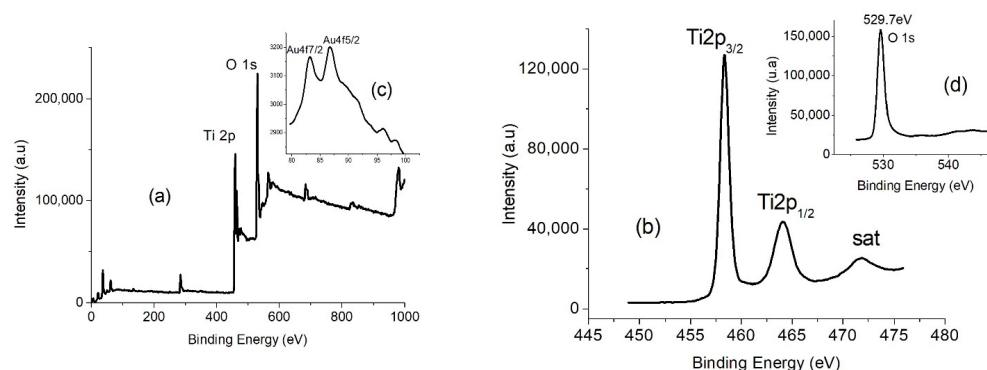 (a)
Intensity (a.u)
200,000
100,000
0
0 200 400 600 800 1000
Binding Energy (eV)
Ti 2p
O 1s
(c)
Au4f7/2 Au4f5/2
3200
3100
3000
2900
2800
80 85 90 95 100
(b)
Intensity (a.u)
120,000
80,000
40,000
0
445 450 455 460 465 470 475 480
Binding Energy (eV)
Ti2p3/2
Ti2p1/2
sat
(d)
529.7eV
O 1s
Intensity (u.a)
150,000
100,000
50,000
0
530 540
Binding Energy (eV)